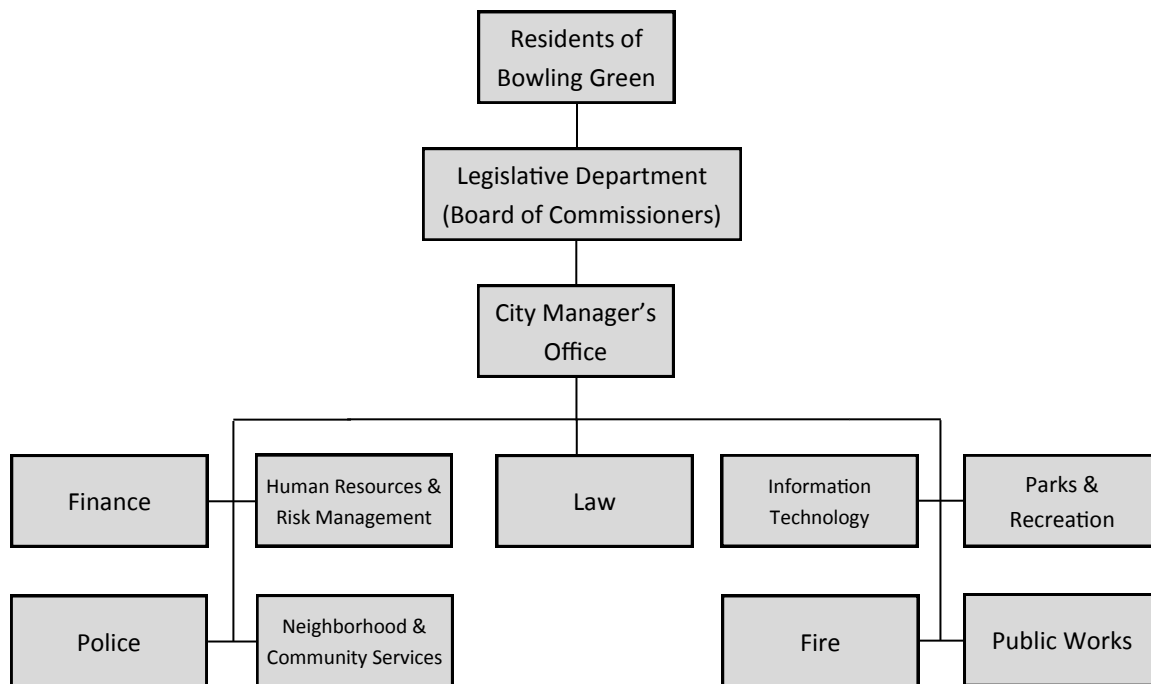 Residents of
Bowling Green
Legislative Department
(Board of Commissioners)
City Manager’s
Office
Finance
Human Resources &
Risk Management
Law
Information
Technology
Parks &
Recreation
Police
Neighborhood &
Community Services
Fire
Public Works